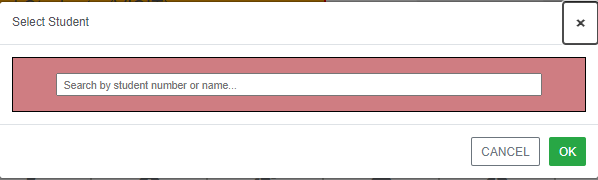 Select Student
×
Search by student number or name...
CANCEL
OK